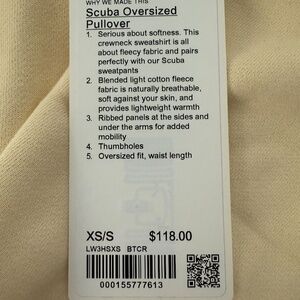 WHY WE MADE THIS
Scuba Oversized
Pullover
1. Serious about softness. This
crewneck sweatshirt is all
about fleecy fabric and pairs
perfectly with our Scuba
sweatpants
2. Blended light cotton fleece
fabric is naturally breathable,
soft against your skin, and
provides lightweight warmth
3. Ribbed panels at the sides and
under the arms for added
mobility
4. Thumbholes
5. Oversized fit, waist length
XS/S $118.00
LW3HSXS BTCR
000155777613